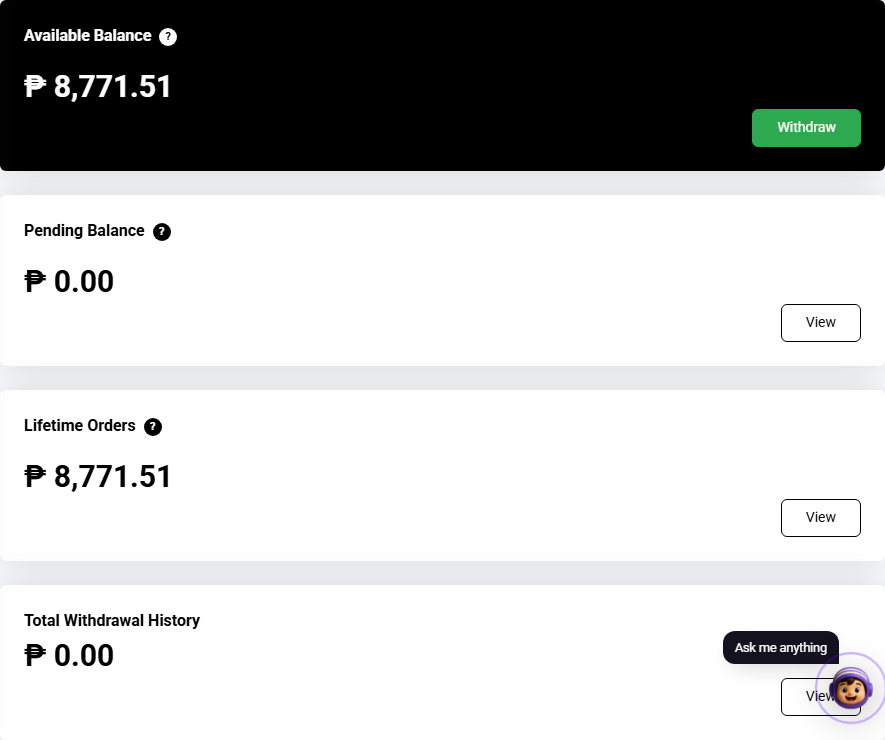 Available Balance ?
₱ 8,771.51
Withdraw
Pending Balance ?
₱ 0.00
View
Lifetime Orders ?
₱ 8,771.51
View
Total Withdrawal History
₱ 0.00
Ask me anything
View